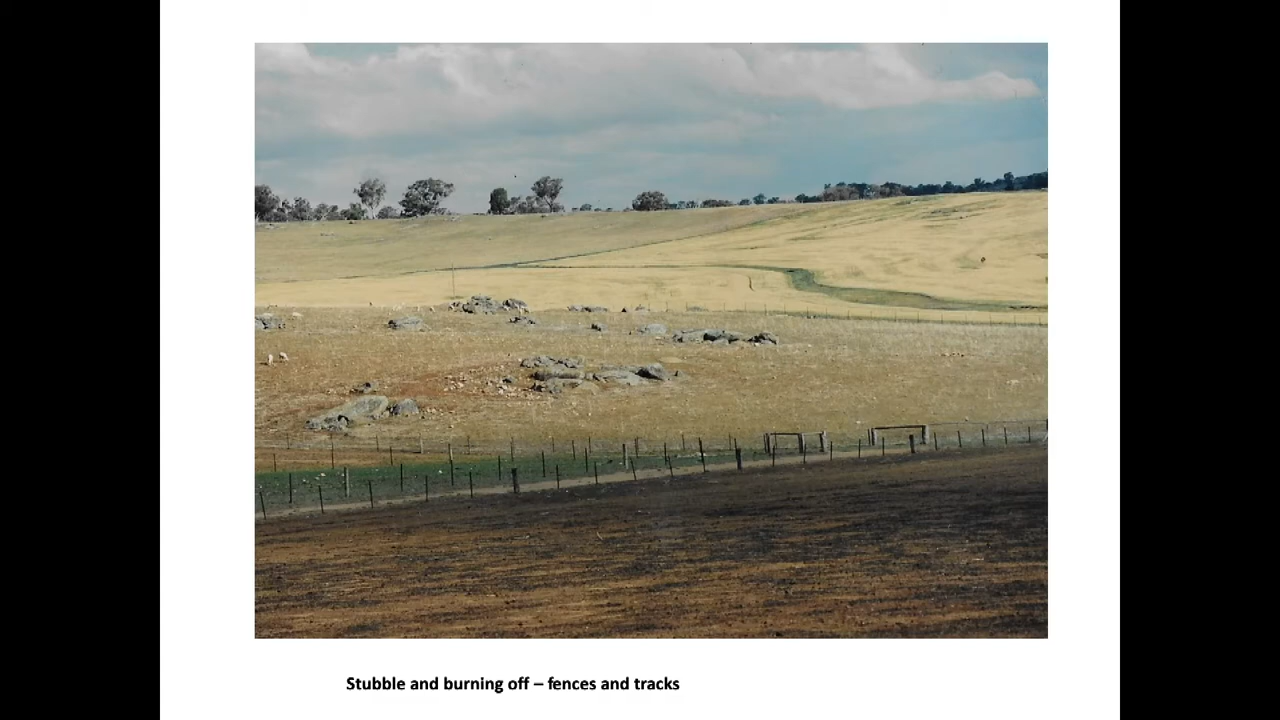 Stubble and burning off – fences and tracks